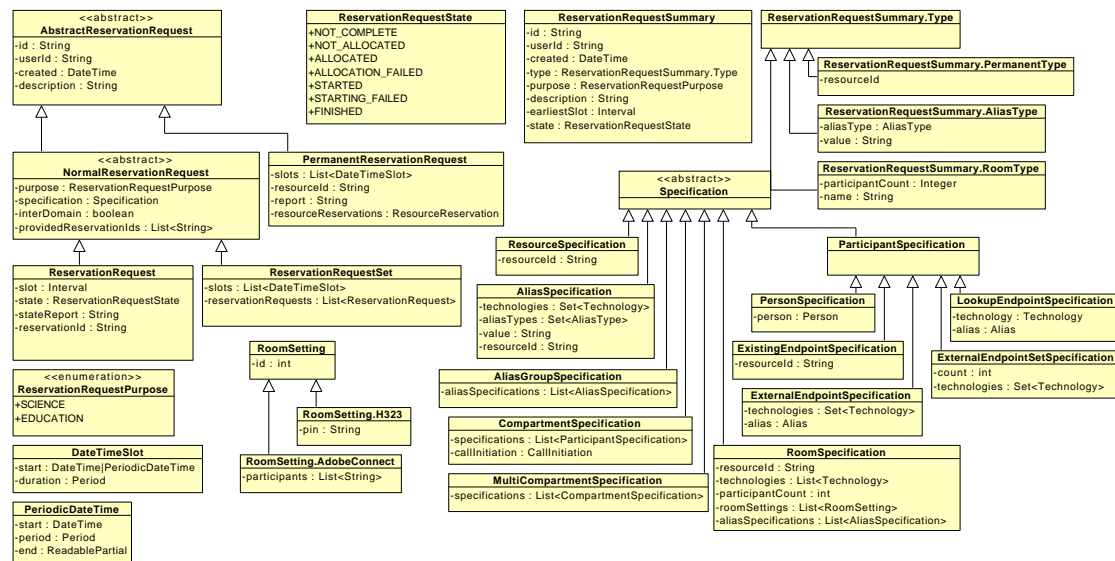 <<abstract>>
AbstractReservationRequest
-id : String
-userId : String
-created : DateTime
-description : String
ReservationRequestState
+NOT_COMPLETE
+NOT_ALLOCATED
+ALLOCATED
+ALLOCATION_FAILED
+STARTED
+STARTING_FAILED
+FINISHED
ReservationRequestSummary
-id : String
-userId : String
-created : DateTime
-type : ReservationRequestSummary.Type
-purpose : ReservationRequestPurpose
-description : String
-earliestSlot : Interval
-state : ReservationRequestState
ReservationRequestSummary.Type
ReservationRequestSummary.PermanentType
-resourceId
ReservationRequestSummary.AliasType
-aliasType : AliasType
-value : String
ReservationRequestSummary.RoomType
-participantCount : Integer
-name : String
<<abstract>>
NormalReservationRequest
-purpose : ReservationRequestPurpose
-specification : Specification
-interDomain : boolean
-providedReservationIds : List<String>
PermanentReservationRequest
-slots : List<DateTimeSlot>
-resourceId : String
-report : String
-resourceReservations : ResourceReservation
<<abstract>>
Specification
ResourceSpecification
-resourceId : String
ParticipantSpecification
ReservationRequest
-slot : Interval
-state : ReservationRequestState
-stateReport : String
-reservationId : String
ReservationRequestSet
-slots : List<DateTimeSlot>
-reservationRequests : List<ReservationRequest>
AliasSpecification
-technologies : Set<Technology>
-aliasTypes : Set<AliasType>
-value : String
-resourceId : String
PersonSpecification
-person : Person
LookupEndpointSpecification
-technology : Technology
-alias : Alias
RoomSetting
-id : int
ExistingEndpointSpecification
-resourceId : String
ExternalEndpointSetSpecification
-count : int
-technologies : Set<Technology>
<<enumeration>>
ReservationRequestPurpose
+SCIENCE
+EDUCATION
AliasGroupSpecification
-aliasSpecifications : List<AliasSpecification>
ExternalEndpointSpecification
-technologies : Set<Technology>
-alias : Alias
RoomSetting.H323
-pin : String
CompartmentSpecification
-specifications : List<ParticipantSpecification>
-callInitiation : CallInitiation
DateTimeSlot
-start : DateTime|PeriodicDateTime
-duration : Period
RoomSetting.AdobeConnect
-participants : List<String>
MultiCompartmentSpecification
-specifications : List<CompartmentSpecification>
RoomSpecification
-resourceId : String
-technologies : List<Technology>
-participantCount : int
-roomSettings : List<RoomSetting>
-aliasSpecifications : List<AliasSpecification>
PeriodicDateTime
-start : DateTime
-period : Period
-end : ReadablePartial